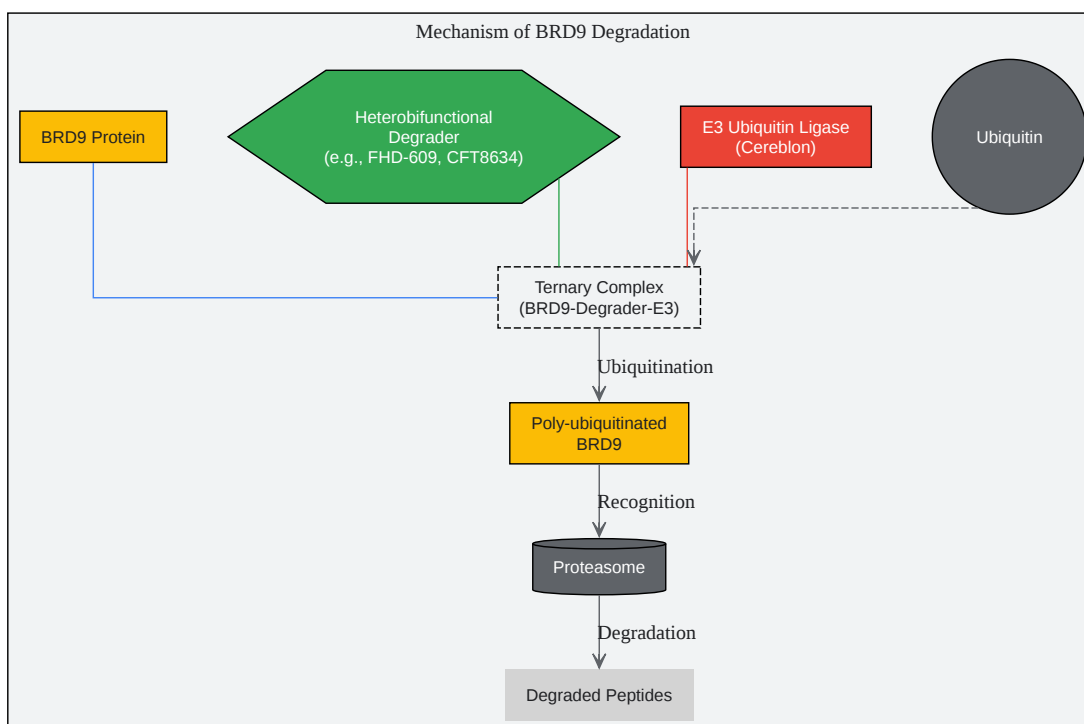 Mechanism of BRD9 Degradation
BRD9 Protein
Heterobifunctional
Degrader
(e.g., FHD-609, CFT8634)
E3 Ubiquitin Ligase
(Cereblon)
Ubiquitin
Ternary Complex
(BRD9-Degrader-E3)
Ubiquitination
Poly-ubiquitinated
BRD9
Recognition
Proteasome
Degradation
Degraded Peptides